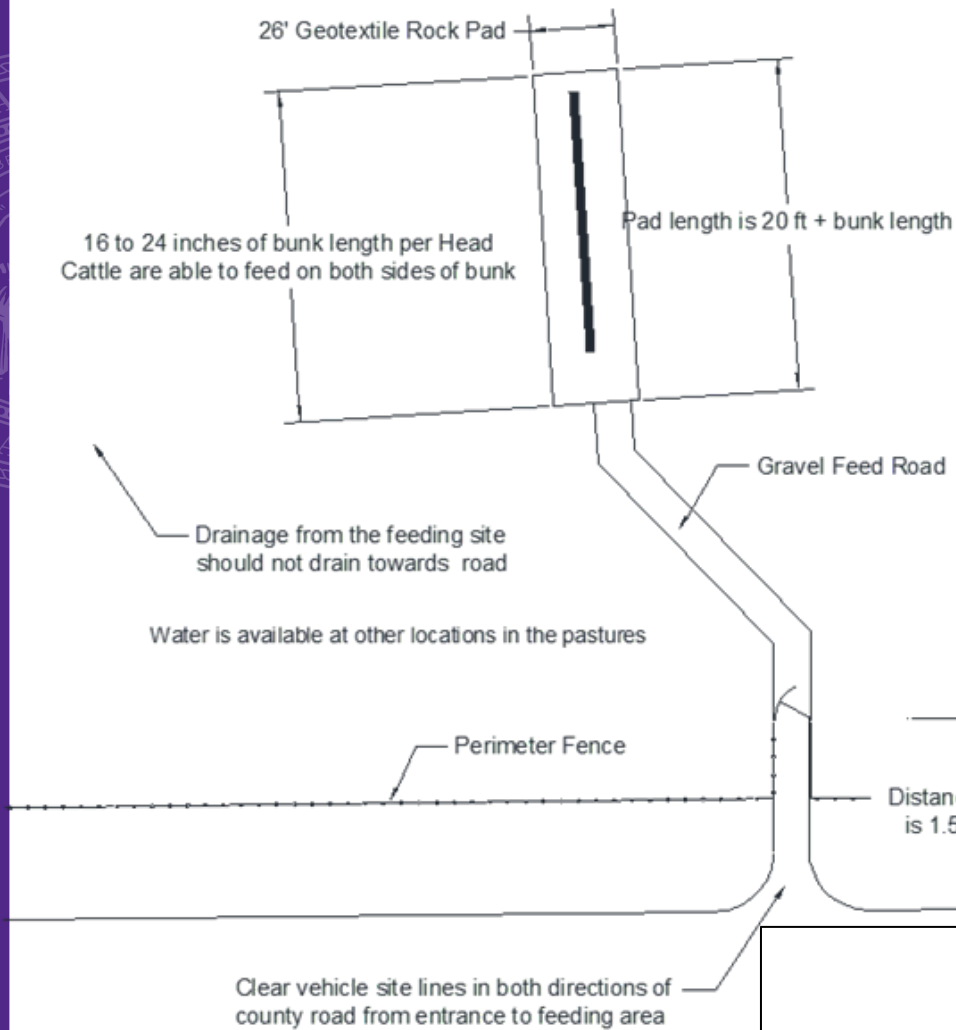 26' Geotextile Rock Pad
Pad length is 20 ft + bunk length
16 to 24 inches of bunk length per Head
Cattle are able to feed on both sides of bunk
Gravel Feed Road
Drainage from the feeding site
should not drain towards road
Water is available at other locations in the pastures
Perimeter Fence
is 1.5
Clear vehicle site lines in both directions of
county road from entrance to feeding area